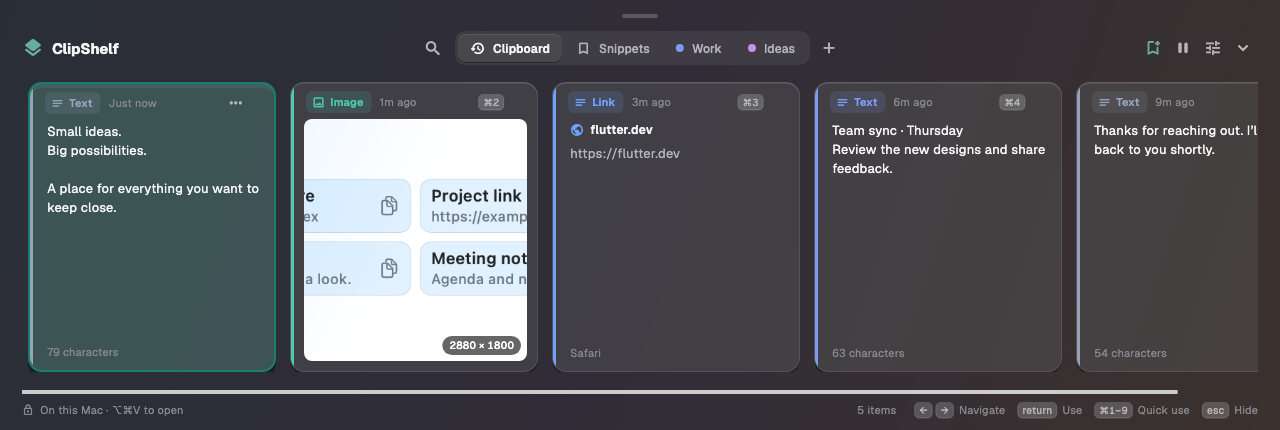 ClipShelf
Clipboard
Snippets
Work
Ideas
Text
Just now
Small ideas.
Big possibilities.
A place for everything you want to
keep close.
79 characters
Image
1m ago
⌘2
re
ex
Project link
https://examp
a look.
Meeting not
Agenda and n
2880 × 1800
Link
3m ago
⌘3
flutter.dev
https://flutter.dev
Safari
Text
6m ago
⌘4
Team sync · Thursday
Review the new designs and share
feedback.
63 characters
Text
9m ago
Thanks for reaching out. I'l
back to you shortly.
54 characters
On this Mac · ⌥⌘V to open
5 items
← → Navigate
return Use
⌘1–9 Quick use
esc Hide